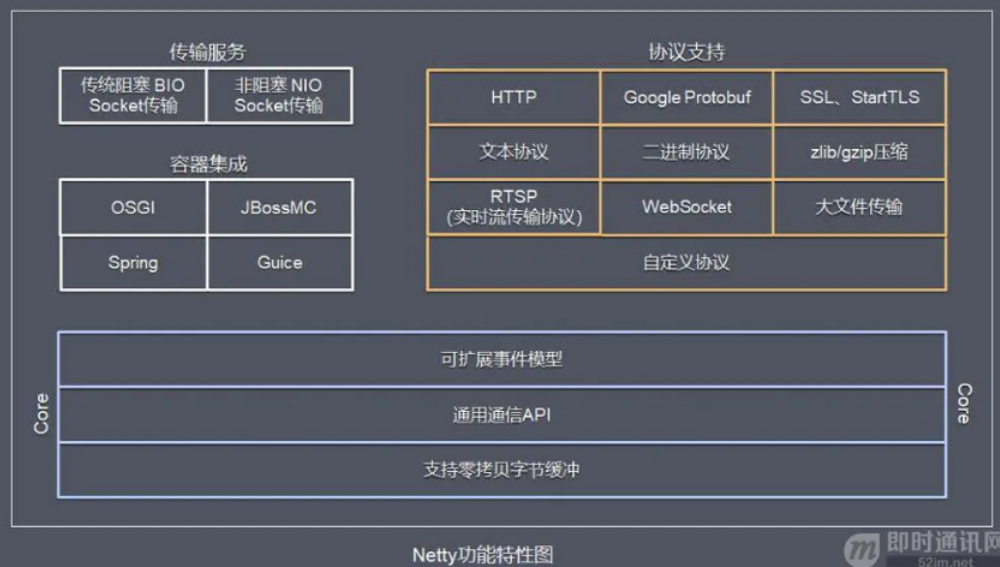 传输服务
传统阻塞 BIO
Socket传输
非阻塞 NIO
Socket传输
容器集成
OSGI
JBossMC
Spring
Guice
协议支持
HTTP
Google Protobuf
SSL、StartTLS
文本协议
二进制协议
zlib/gzip压缩
RTSP
(实时流传输协议)
WebSocket
大文件传输
自定义协议
Core
可扩展事件模型
通用通信API
支持零拷贝字节缓冲
Core
Netty功能特性图
即时通讯网
52im.net